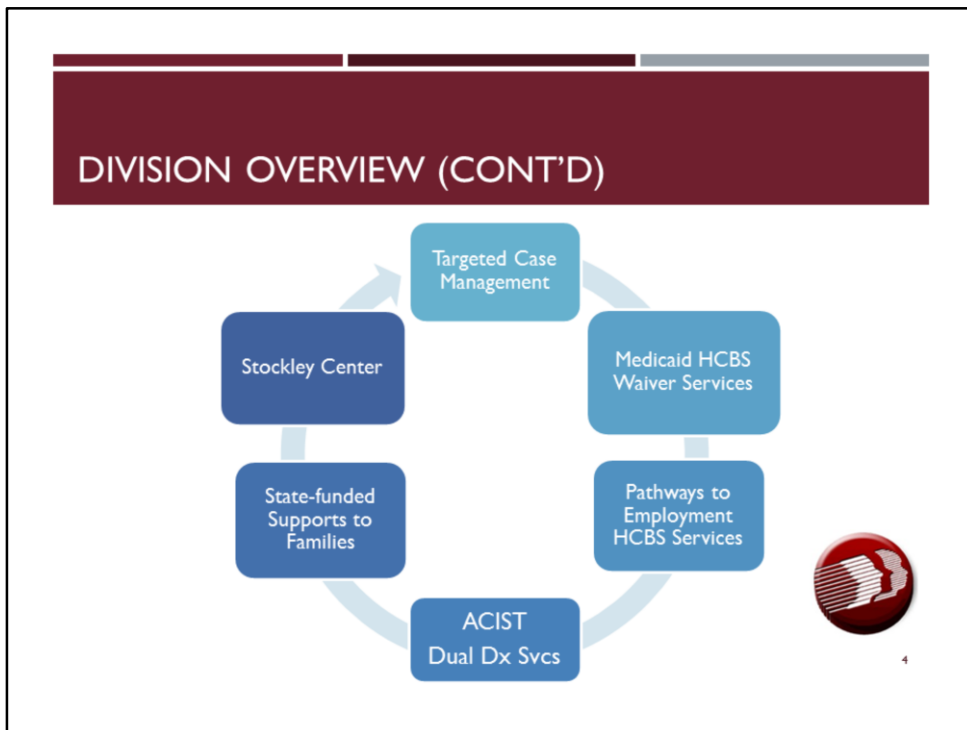 DIVISION OVERVIEW (CONT'D)
Targeted Case
Management
Medicaid HCBS
Waiver Services
Pathways to
Employment
HCBS Services
ACIST
Dual Dx Svcs
State-funded
Supports to
Families
Stockley Center
4